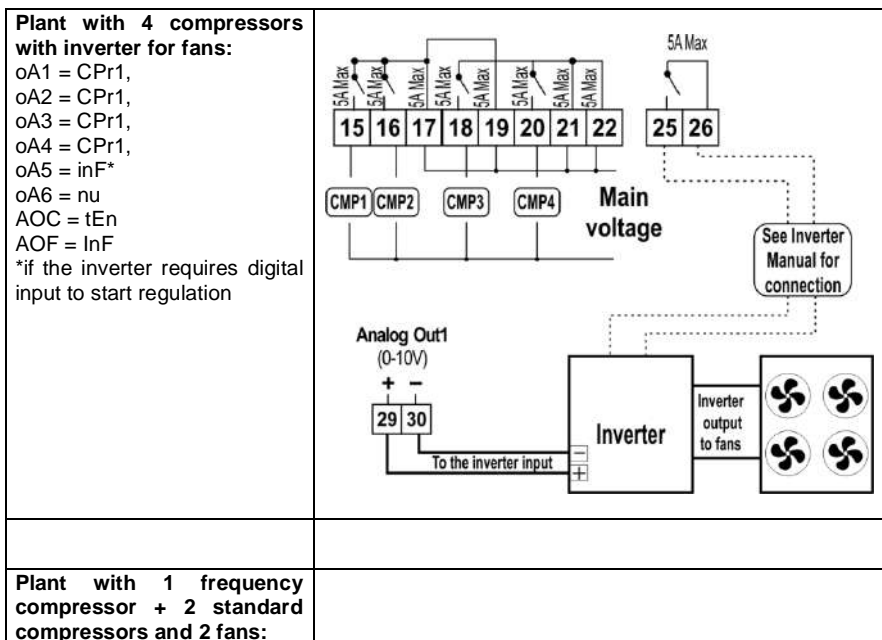 Plant with 4 compressors
with inverter for fans:
oA1 = CPr1,
oA2 = CPr1,
oA3 = CPr1,
oA4 = CPr1,
oA5 = inF*
oA6 = nu
AOC = tEn
AOF = InF
*if the inverter requires digital
input to start regulation
5A Max
5A Max
5A Max
5A Max
5A Max
5A Max
5A Max
5A Max
5A Max
15 16 17 18 19 20 21 22
25 26
CMP1 CMP2 CMP3 CMP4
Main
voltage
See Inverter
Manual for
connection
Analog Out1
(0-10V)
+ −
29 30
To the inverter input
−
+
Inverter
Inverter
output
to fans
Plant with 1 frequency
compressor + 2 standard
compressors and 2 fans: